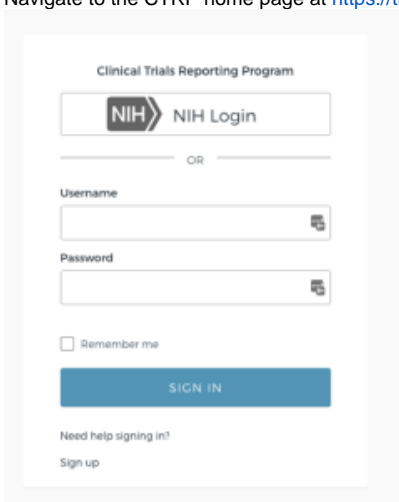 Navigate to the CTRP home page at https://t
Clinical Trials Reporting Program
NIH NIH Login
OR
Username
Password
Remember me
SIGN IN
Need help signing in?
Sign up